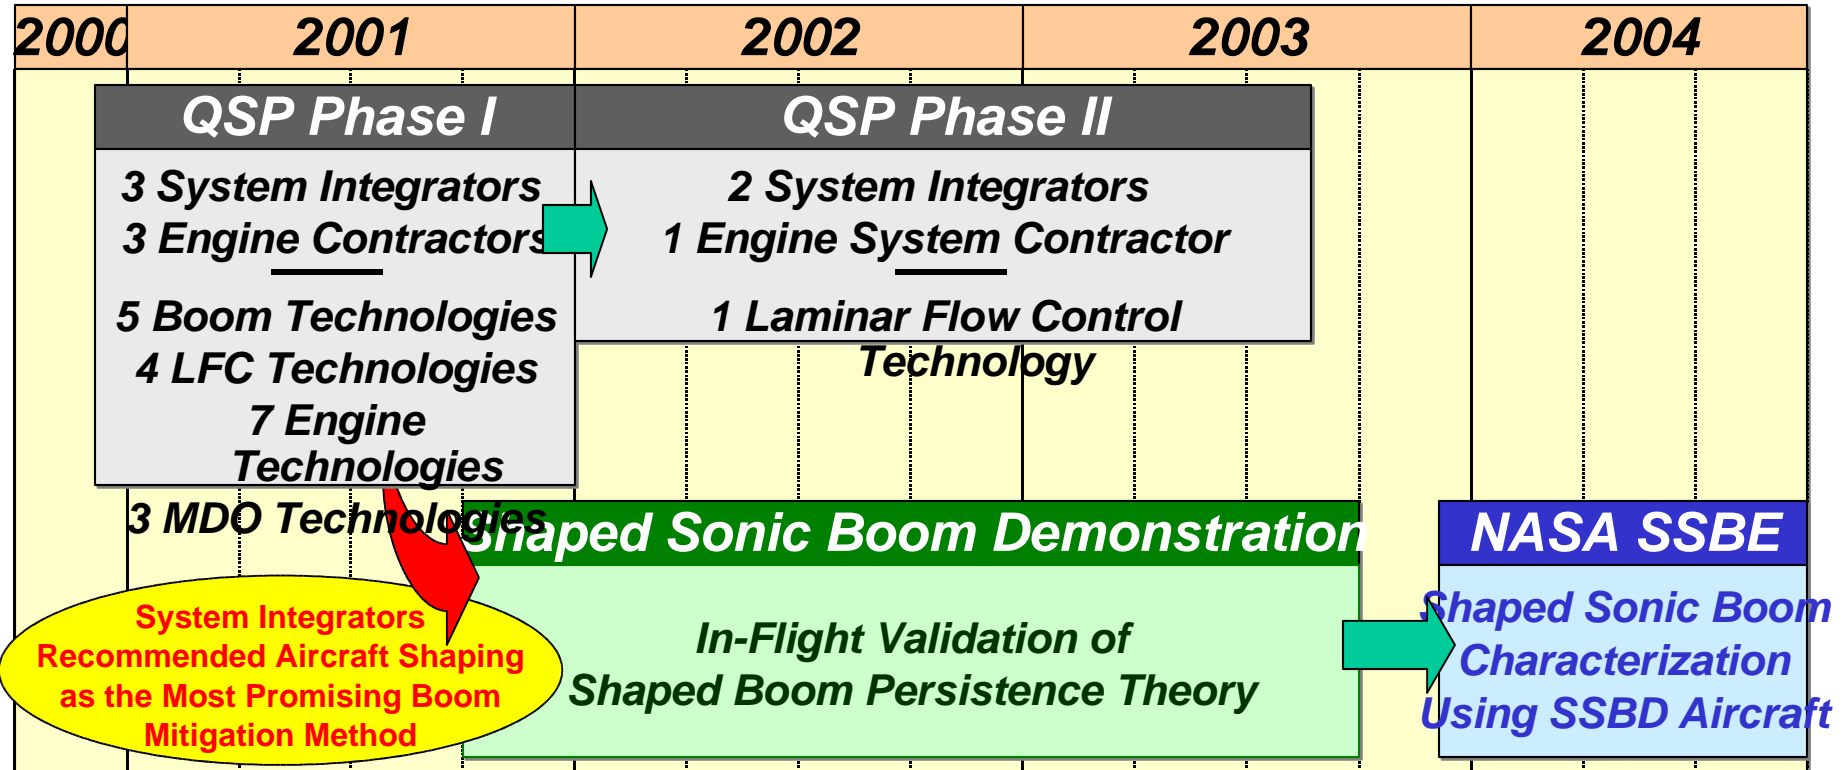 2000 2001 2002 2003 2004
QSP Phase I
3 System Integrators
3 Engine Contractors
5 Boom Technologies
4 LFC Technologies
7 Engine
Technologies
3 MDO Technologies
QSP Phase II
2 System Integrators
1 Engine System Contractor
1 Laminar Flow Control
Technology
System Integrators
Recommended Aircraft Shaping
as the Most Promising Boom
Mitigation Method
Shaped Sonic Boom Demonstration
In-Flight Validation of
Shaped Boom Persistence Theory
NASA SSBE
Shaped Sonic Boom
Characterization
Using SSBD Aircraft